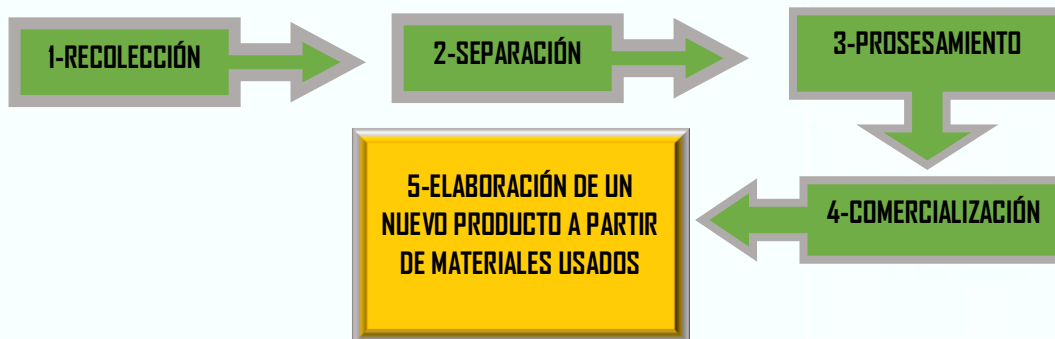 1-RECOLECCIÓN
2-SEPARACIÓN
3-PROSESAMIENTO
4-COMERCIALIZACIÓN
5-ELABORACIÓN DE UN
NUEVO PRODUCTO A PARTIR
DE MATERIALES USADOS